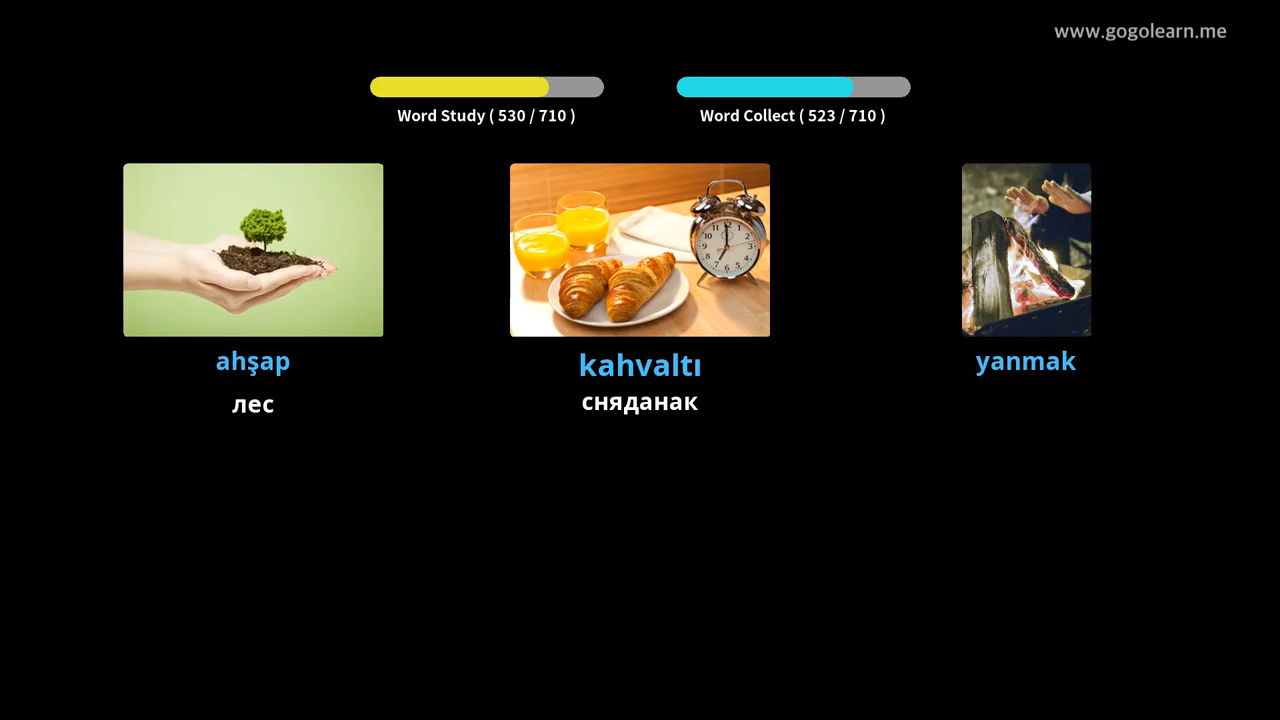 www.gogolearn.me
Word Study ( 530 / 710 )
Word Collect ( 523 / 710 )
ahşap
лес
kahvaltı
сняданак
yanmak